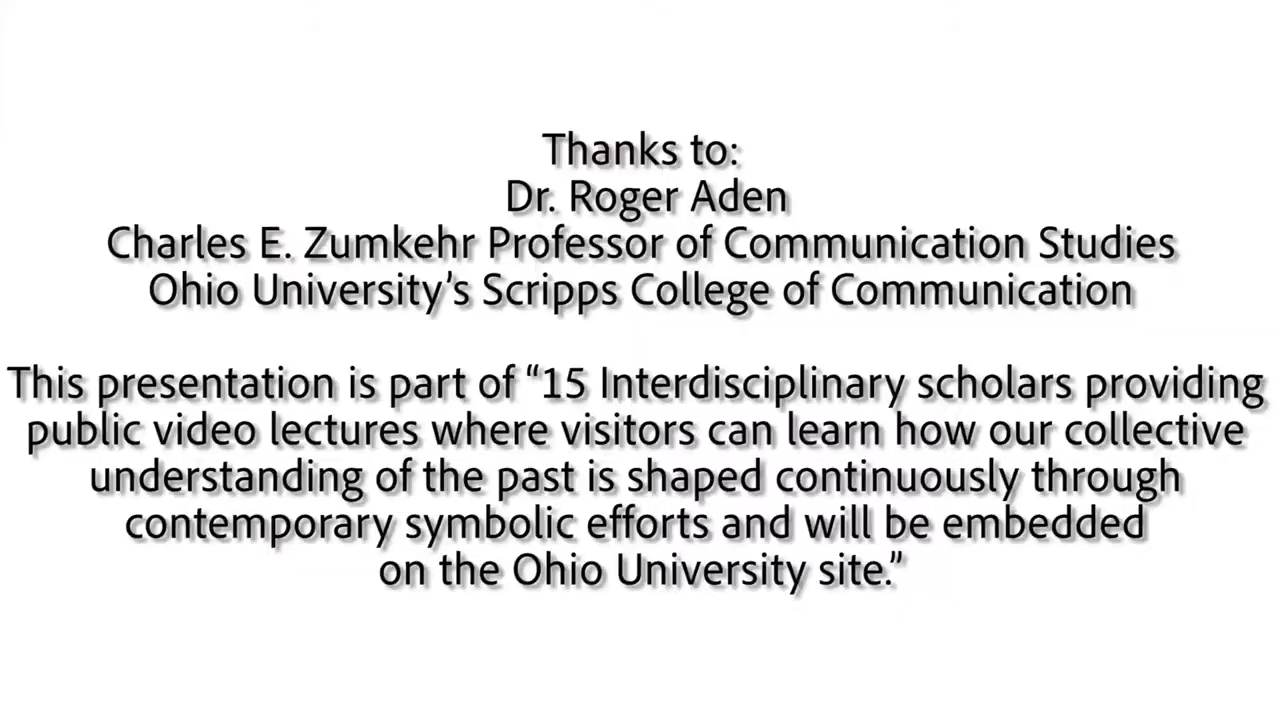 Thanks to:
Dr. Roger Aden
Charles E. Zumkehr Professor of Communication Studies
Ohio University’s Scripps College of Communication
This presentation is part of “15 Interdisciplinary scholars providing
public video lectures where visitors can learn how our collective
understanding of the past is shaped continuously through
contemporary symbolic efforts and will be embedded
on the Ohio University site.”